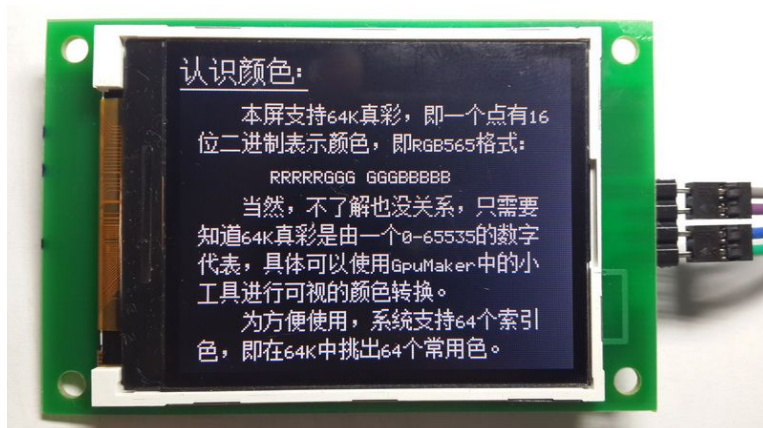 认识颜色:
本屏支持64K真彩，即一个点有16
位二进制表示颜色，即RGB565格式:
RRRRRGGG GGGBBBBB
当然，不了解也没关系，只需要
知道64K真彩是由一个0-65535的数字
代表，具体可以使用GpuMaker中的小
工具进行可视的颜色转换。
为方便使用，系统支持64个索引
色，即在64K中挑出64个常用色。